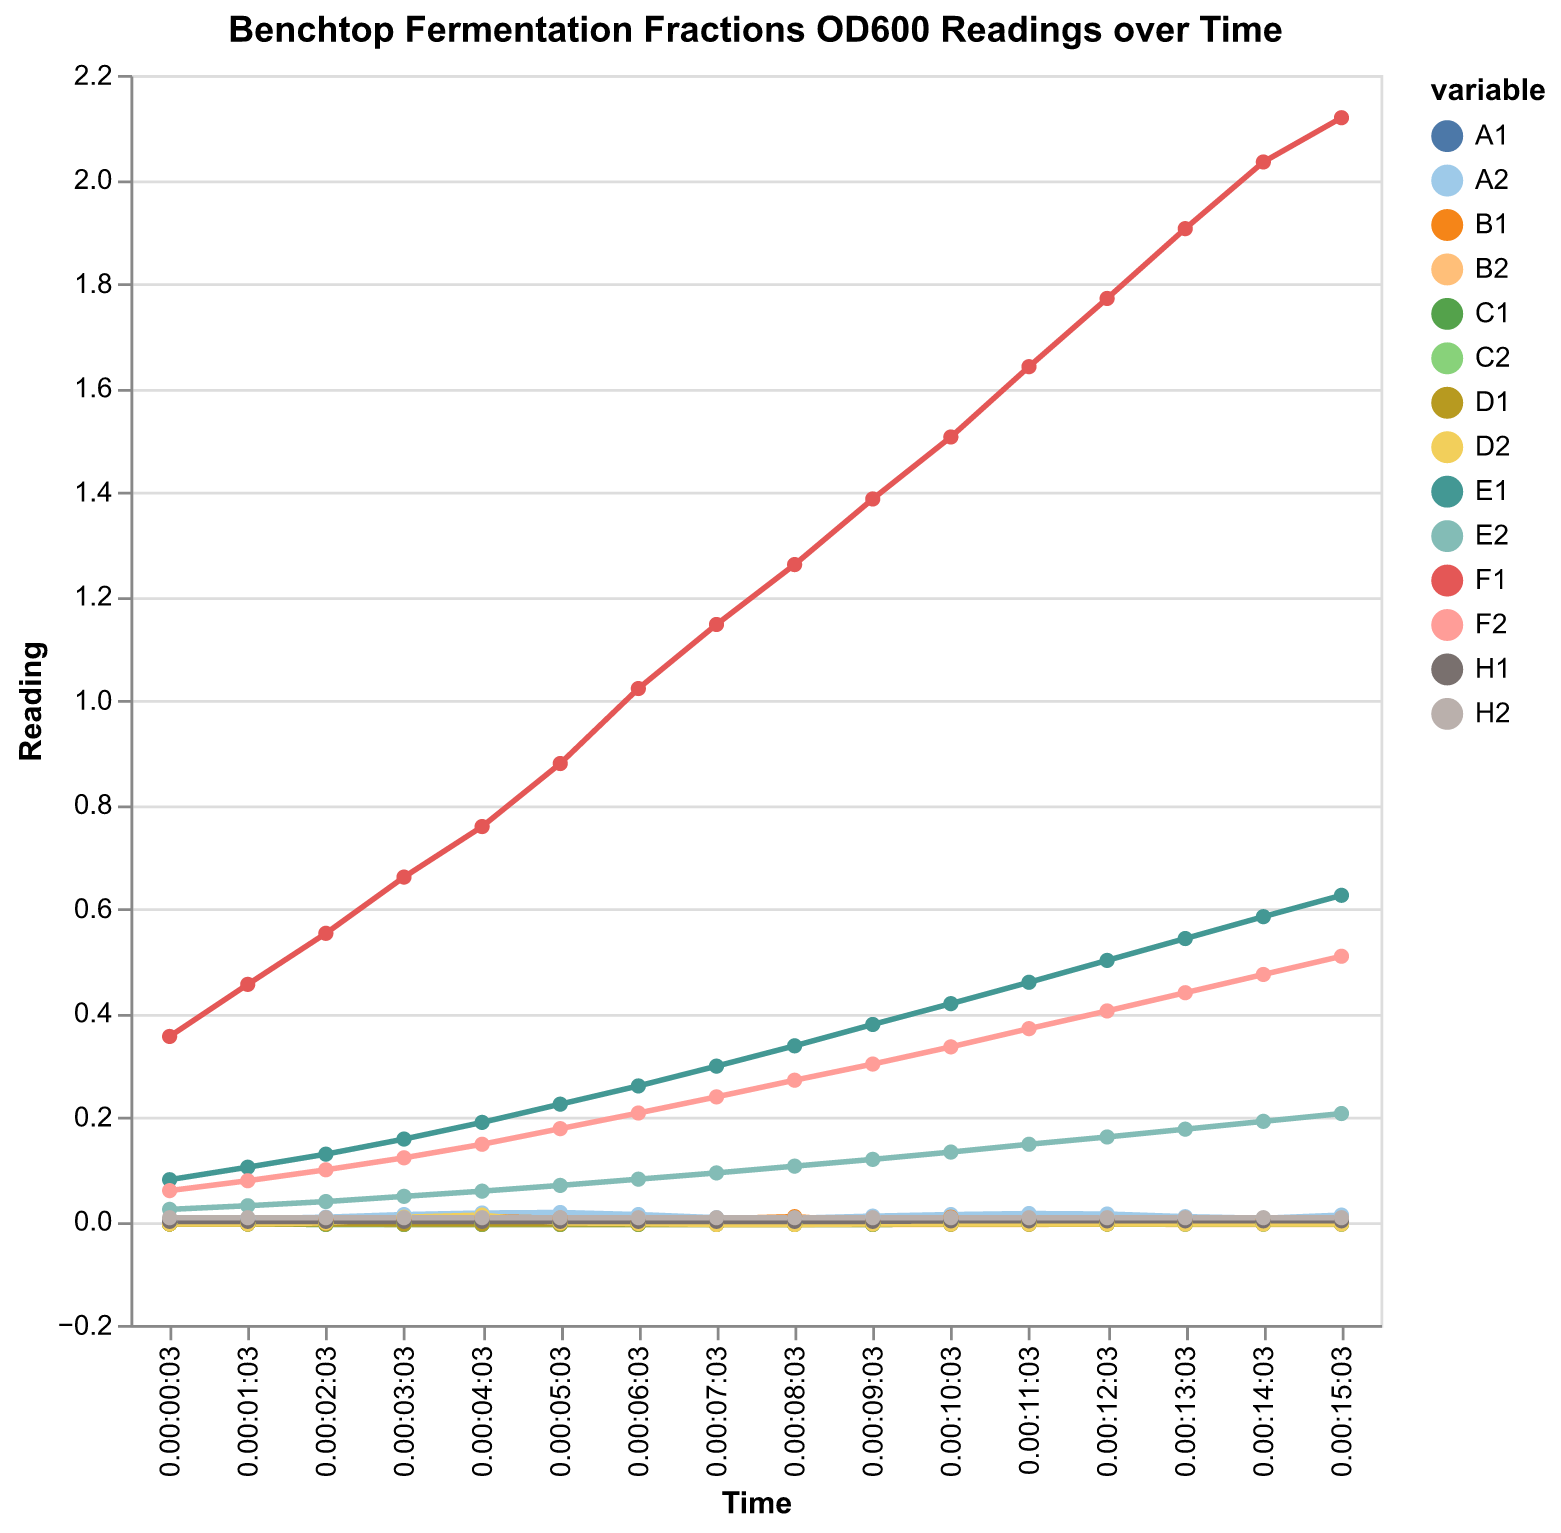 Benchtop Fermentation Fractions OD600 Readings over Time
2.2
2.0
1.8
1.6
1.4
1.2
1.0
0.8
0.6
0.4
0.2
0.0
−0.2
Reading
0.00:00:03
0.00:01:03
0.00:02:03
0.00:03:03
0.00:04:03
0.00:05:03
0.00:06:03
0.00:07:03
0.00:08:03
0.00:09:03
0.00:10:03
0.00:11:03
0.00:12:03
0.00:13:03
0.00:14:03
0.00:15:03
Time
variable
A1
A2
B1
B2
C1
C2
D1
D2
E1
E2
F1
F2
H1
H2